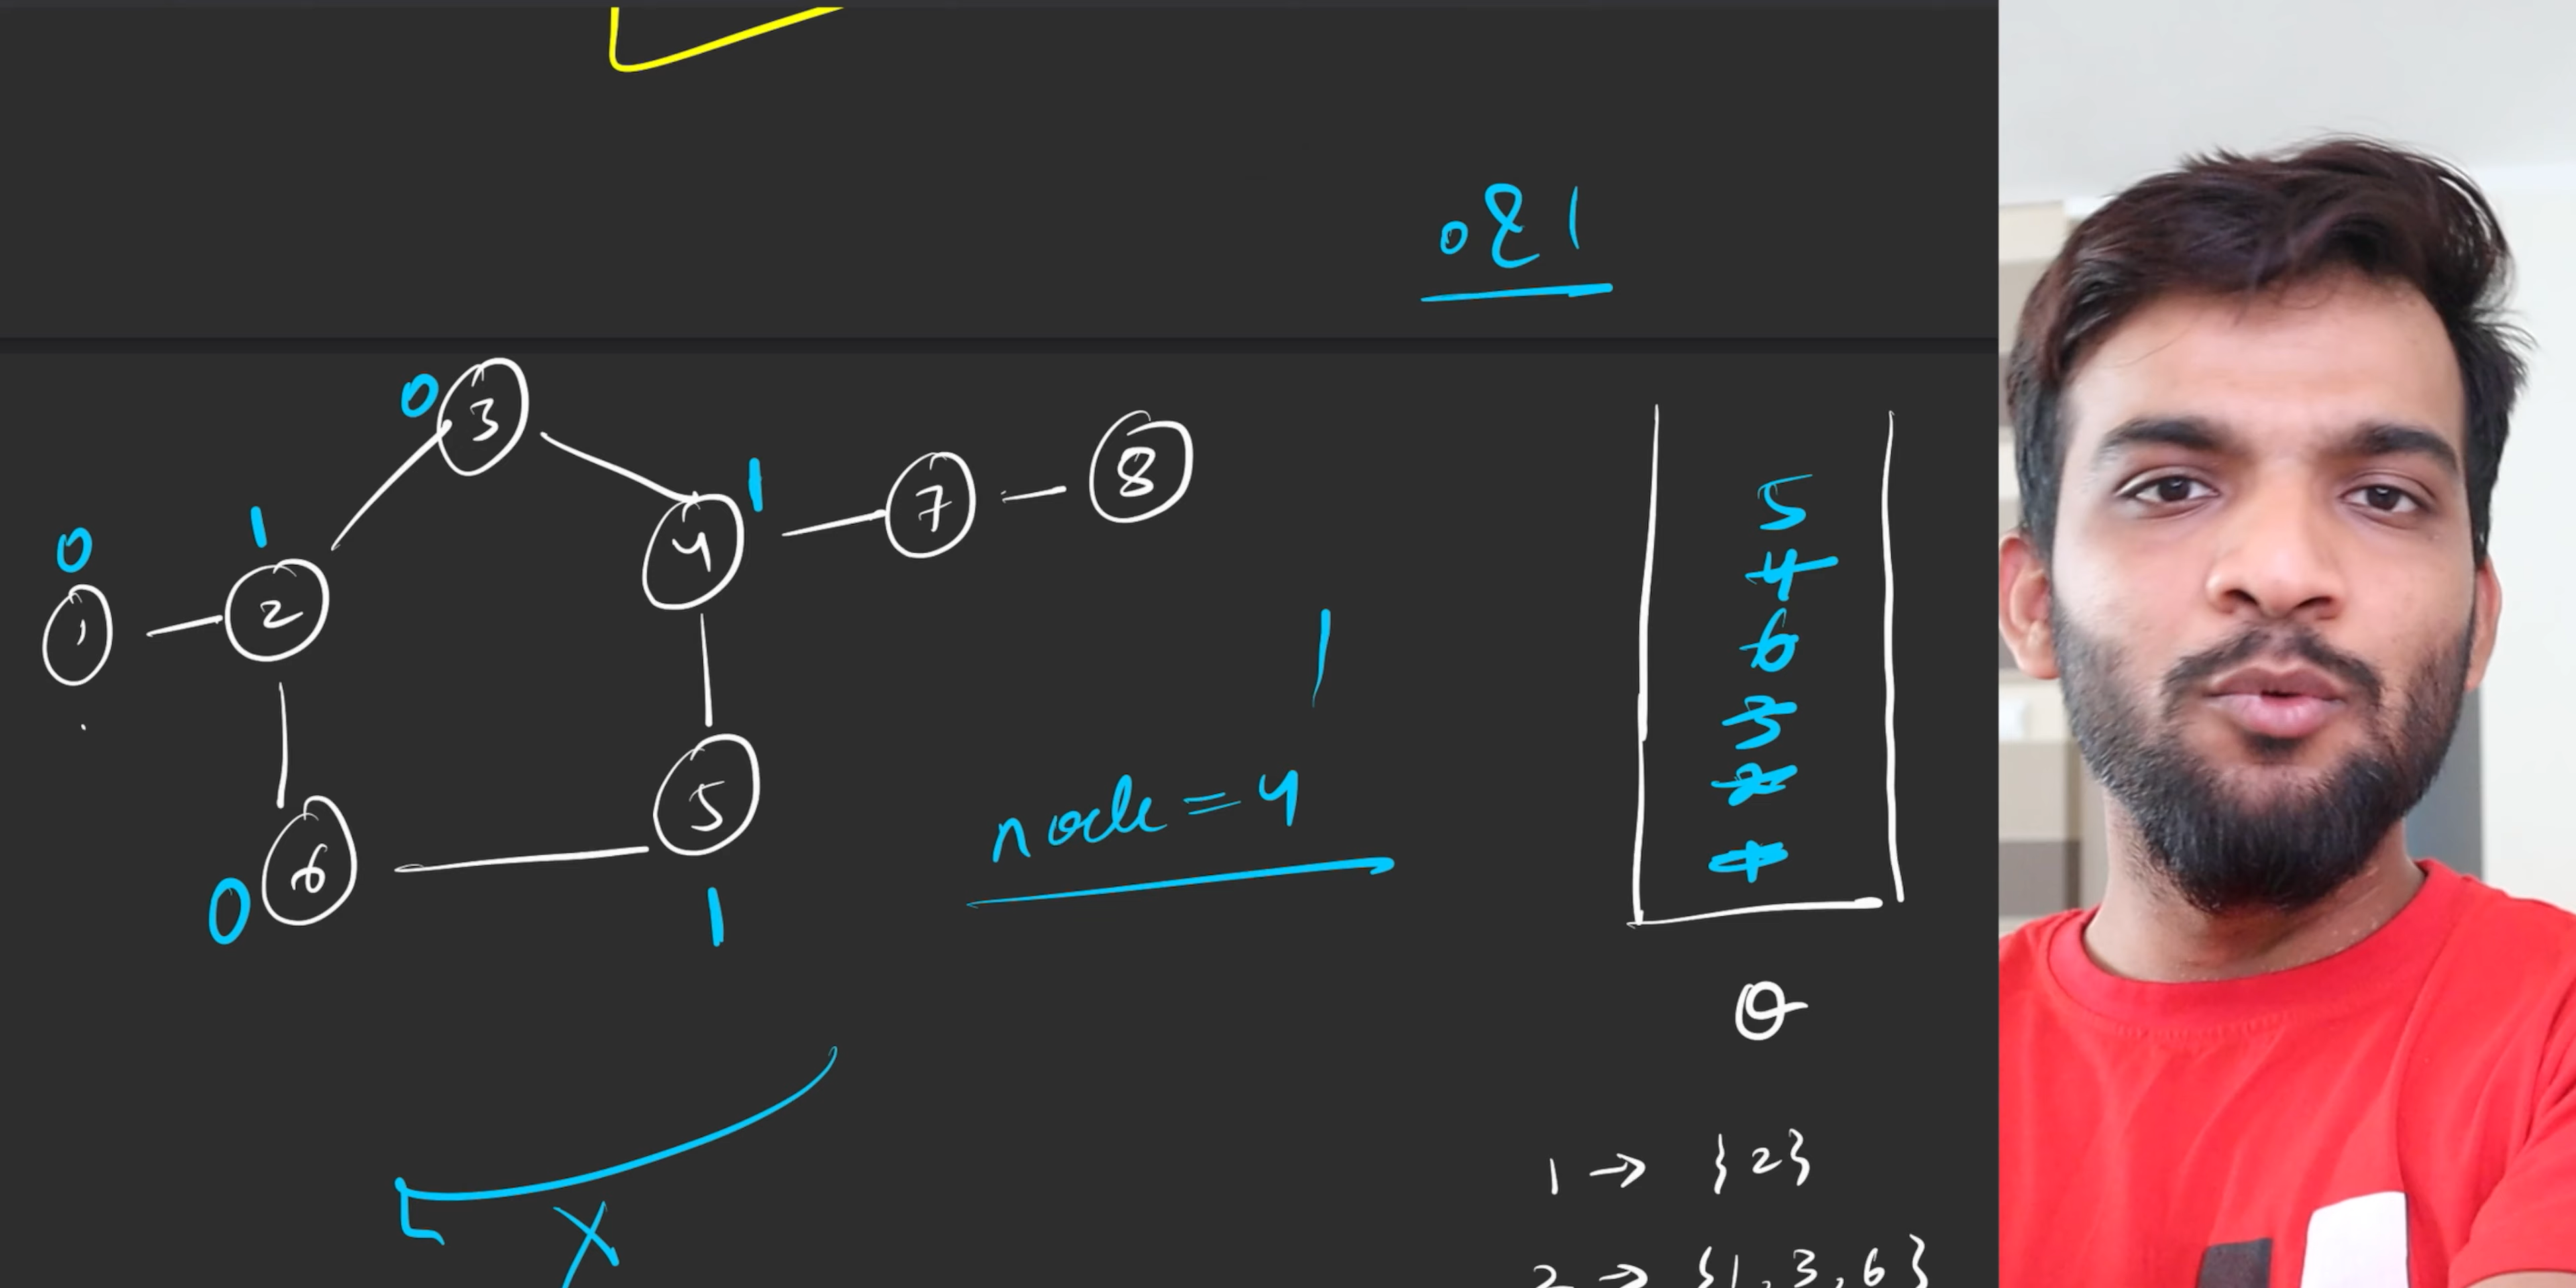 0 & 1
0 3
0 1 7 8
1 2 4 1
6 5
0 1
node = 4
1
5
4
6
3
2
1
Q
X
1 → {2}
2 → {1, 3, 6}